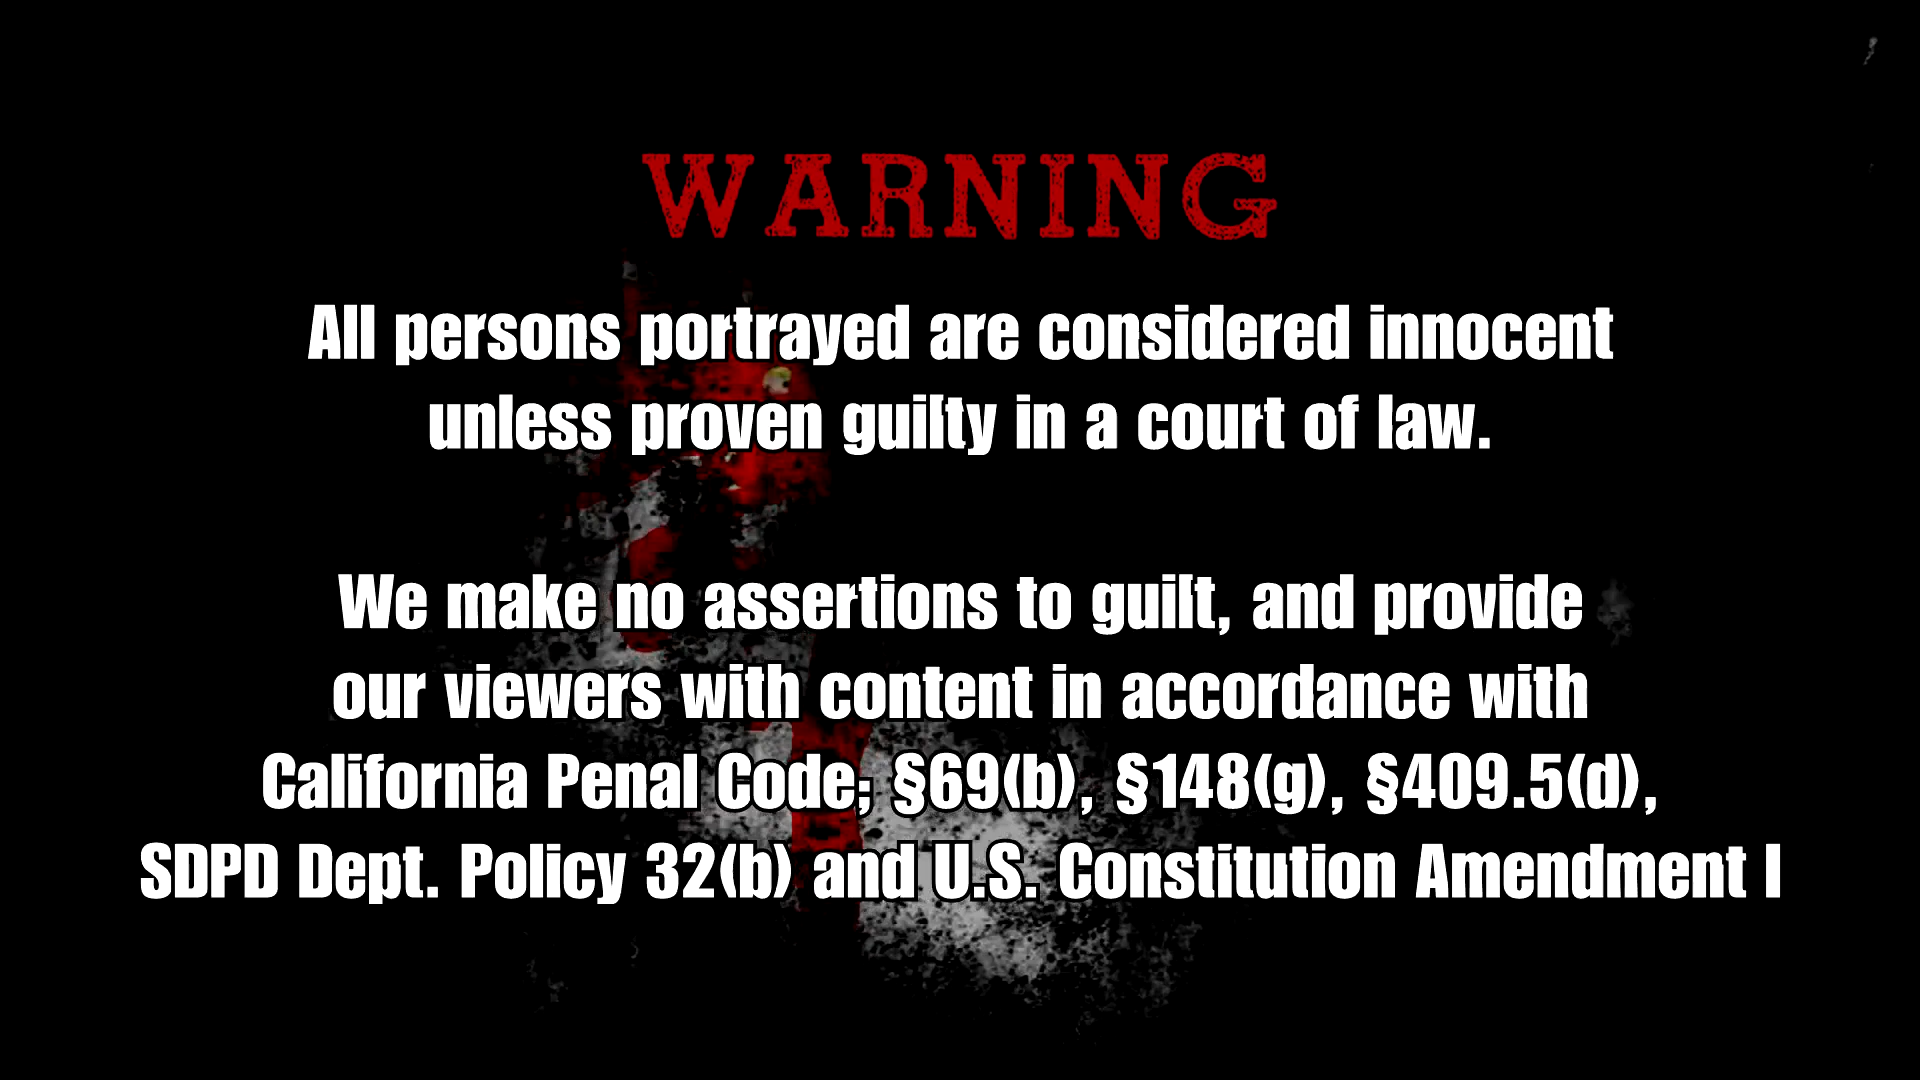 WARNING
All persons portrayed are considered innocent
unless proven guilty in a court of law.
We make no assertions to guilt, and provide
our viewers with content in accordance with
California Penal Code; §69(b), §148(g), §409.5(d),
SDPD Dept. Policy 32(b) and U.S. Constitution Amendment I